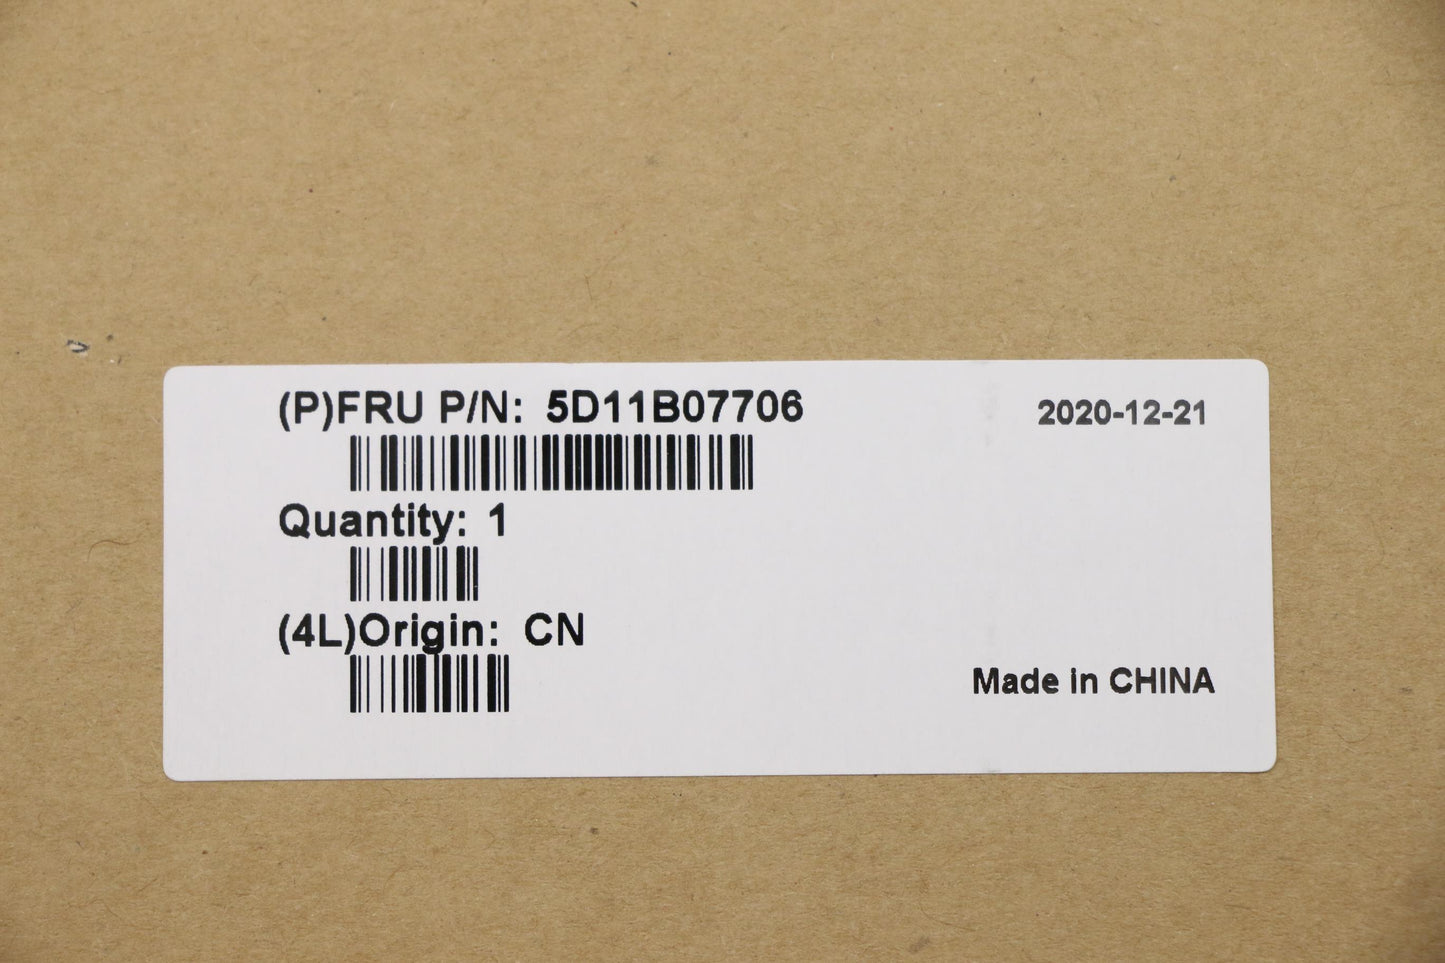 (P)FRU P/N: 5D11B07706
2020-12-21
Quantity: 1
(4L)Origin: CN
Made in CHINA